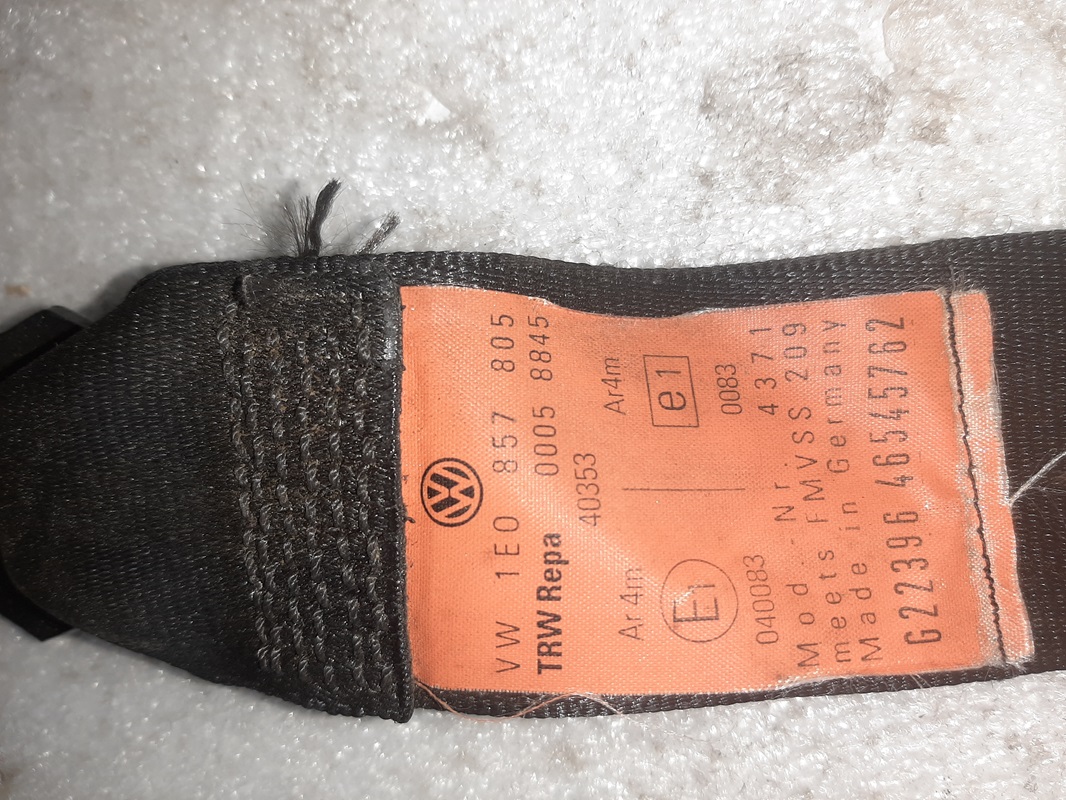 VW 1E0 857 805
TRW Repa 0005 8845
40353
Ar 4m Ar4m
E1 e1
040083 0083
Mod.-Nr. 4371
meets FMVSS 209
Made in Germany
G22396 46545762